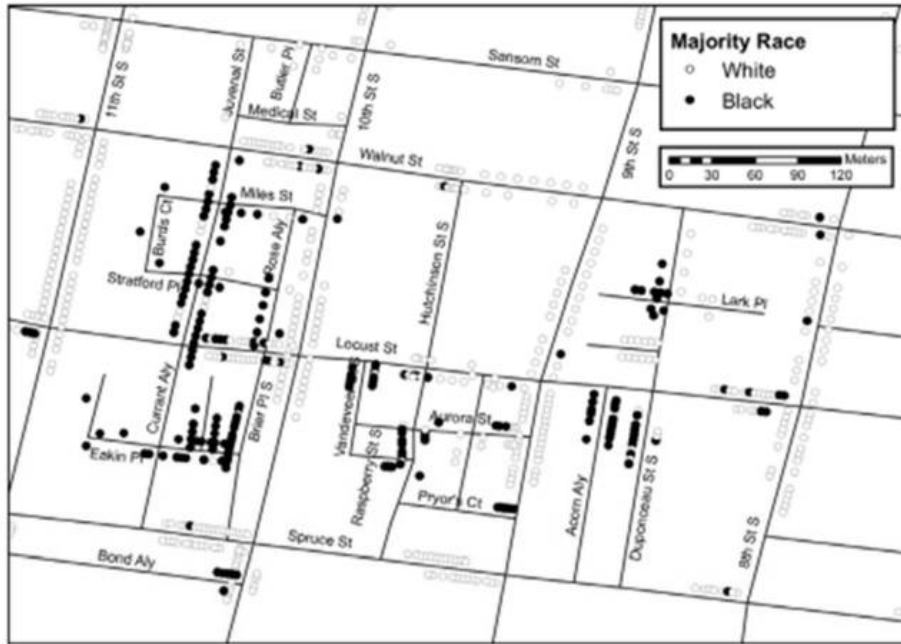 Majority Race
White
Black
Meters
0 30 60 90 120
Sansom St
11th St S
Juvenal St
Butler Pl
10th St S
9th St S
Medical St
Walnut St
Miles St
Burds Ct
Rose Aly
Hutchinson St S
Stratford Pl
Lark Pl
Locust St
Currant Aly
Briar Pl S
Vandeveer S
Aurora St
Eakin Pl
Raspberry St S
Pryor's Ct
Acorn Aly
Duponceau St S
8th St S
Spruce St
Bond Aly